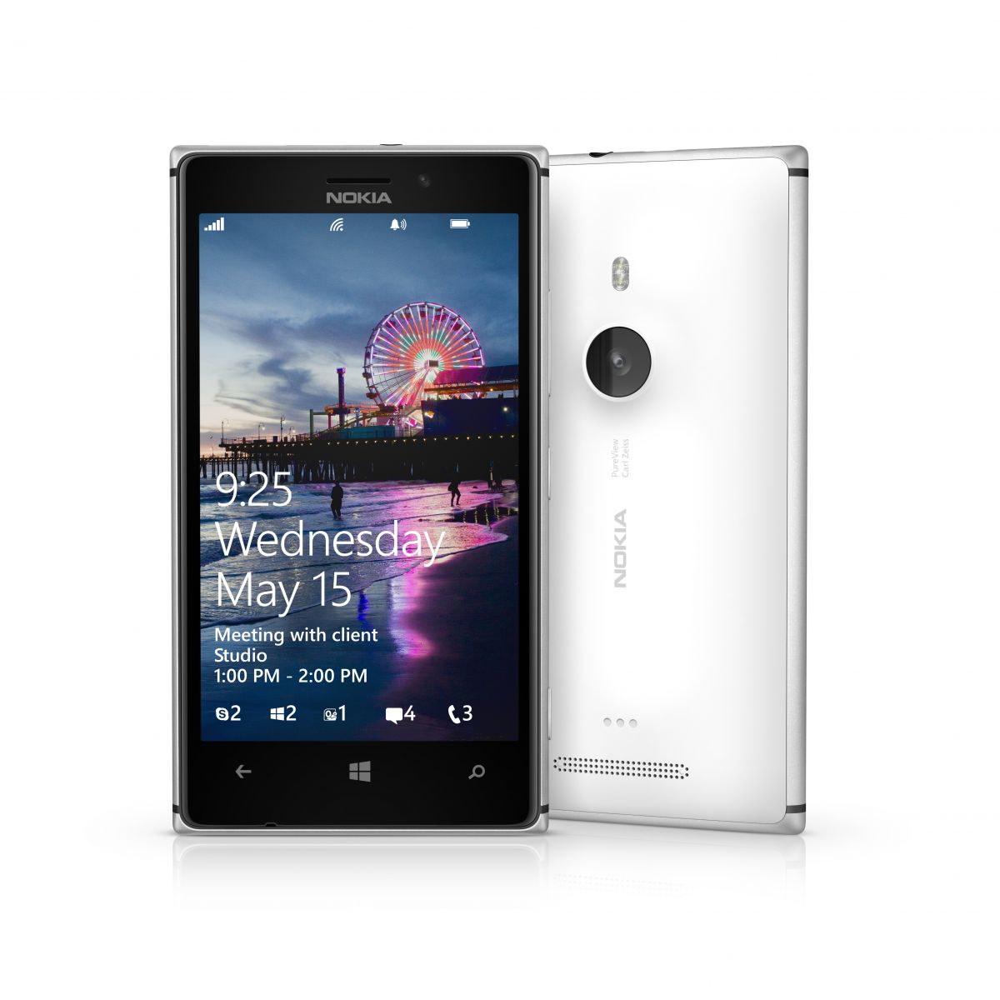 NOKIA
9:25
Wednesday
May 15
Meeting with client
Studio
1:00 PM - 2:00 PM
2 2 1 4 3
PureView
Carl Zeiss
NOKIA